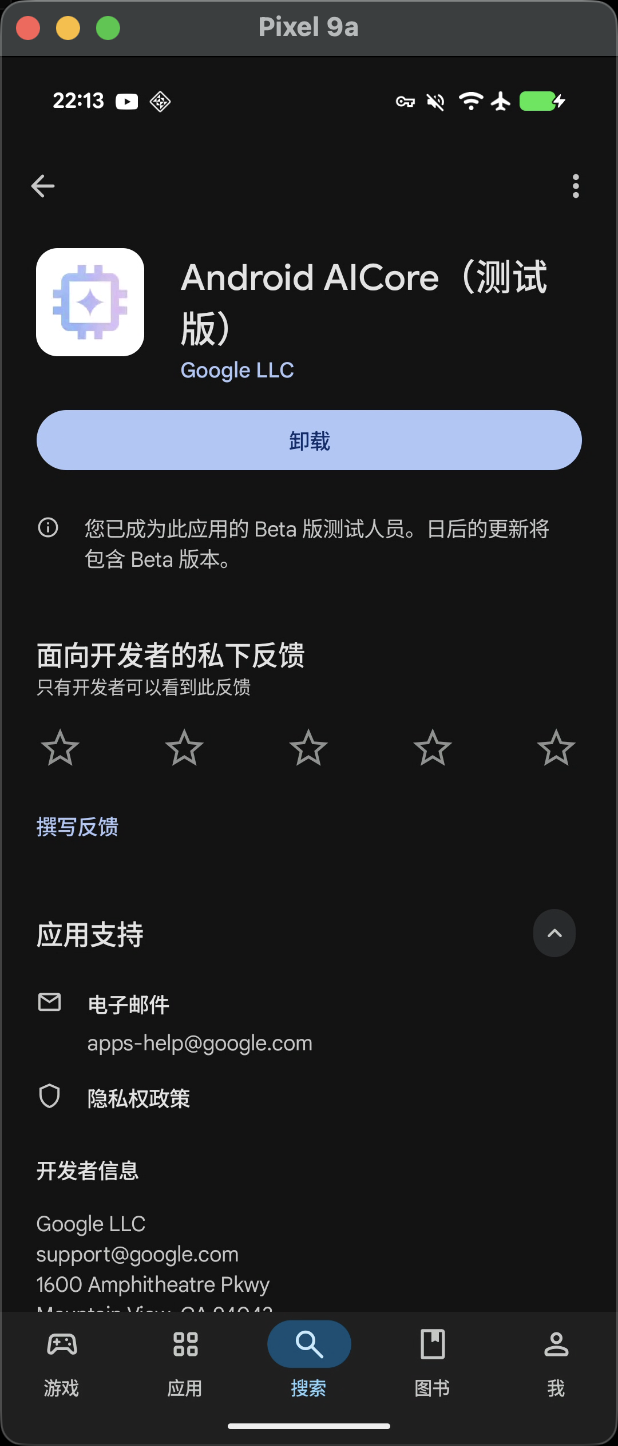 Pixel 9a
22:13
Android AICore（测试
版）
Google LLC
卸载
您已成为此应用的 Beta 版测试人员。日后的更新将
包含 Beta 版本。
面向开发者的私下反馈
只有开发者可以看到此反馈
撰写反馈
应用支持
电子邮件
apps-help@google.com
隐私权政策
开发者信息
Google LLC
support@google.com
1600 Amphitheatre Pkwy
Mountain View, CA 94043
游戏
应用
搜索
图书
我